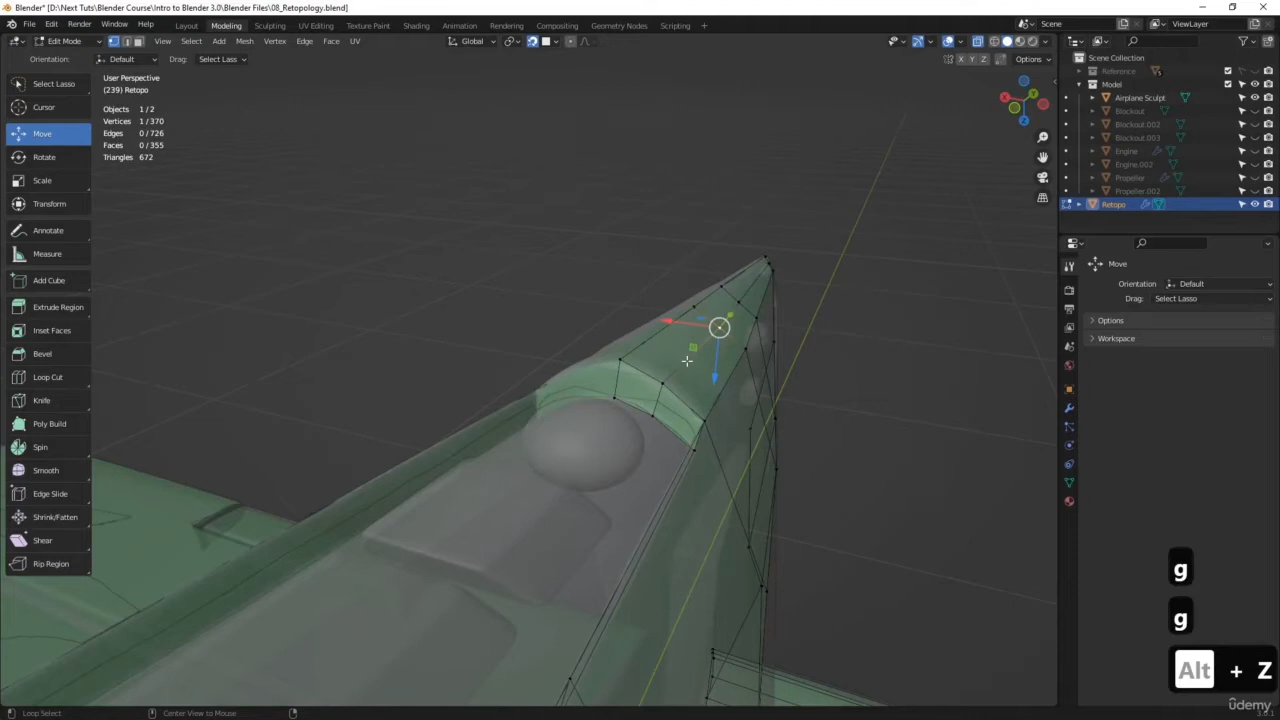 Blender* [D:\Next Tuts\Blender Course\Intro to Blender 3.0\Blender Files\08_Retopology.blend]
File Edit Render Window Help Layout Modeling Sculpting UV Editing Texture Paint Shading Animation Rendering Compositing Geometry Nodes Scripting + Scene ViewLayer
Edit Mode View Select Add Mesh Vertex Edge Face UV Global
Orientation: Default Drag: Select Lasso X Y Z Options
Select Lasso
Cursor
Move
Rotate
Scale
Transform
Annotate
Measure
Add Cube
Extrude Region
Inset Faces
Bevel
Loop Cut
Knife
Poly Build
Spin
Smooth
Edge Slide
Shrink/Fatten
Shear
Rip Region
User Perspective
(239) Retopo
Objects 1/2
Vertices 1/370
Edges 0/726
Faces 0/355
Triangles 672
Scene Collection
Reference
Model
Airplane Sculpt
Blockout
Blockout.002
Blockout.003
Engine
Engine.002
Propeller
Propeller.002
Retopo
Move
Orientation Default
Drag: Select Lasso
Options
Workspace
g
g
Alt + Z
ûdemy
Loop Select Center View to Mouse 3.0.1